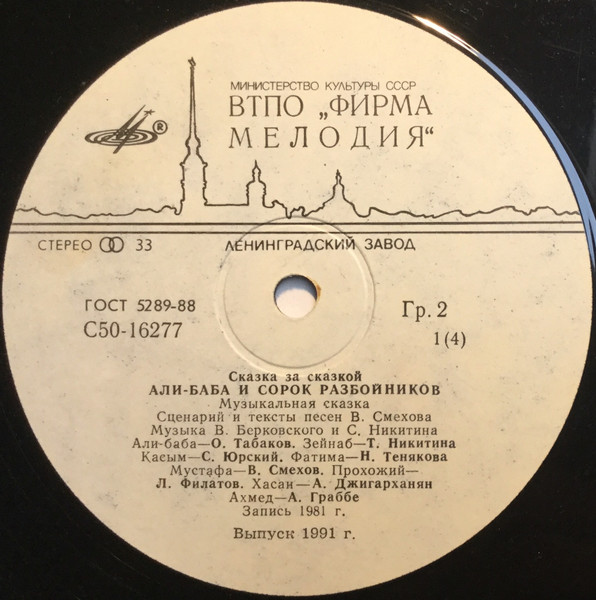 МИНИСТЕРСТВО КУЛЬТУРЫ СССР
ВТПО „ФИРМА
МЕЛОДИЯ“
®
СТЕРЕО 33
ЛЕНИНГРАДСКИЙ ЗАВОД
ГОСТ 5289-88
С50-16277
Гр. 2
1(4)
Сказка за сказкой
АЛИ-БАБА И СОРОК РАЗБОЙНИКОВ
Музыкальная сказка
Сценарий и тексты песен В. Смехова
Музыка В. Берковского и С. Никитина
Али-баба—О. Табаков. Зейнаб—Т. Никитина
Касым—С. Юрский. Фатима—Н. Тенякова
Мустафа—В. Смехов. Прохожий—
Л. Филатов. Хасан—А. Джигарханян
Ахмед—А. Граббе
Запись 1981 г.
Выпуск 1991 г.